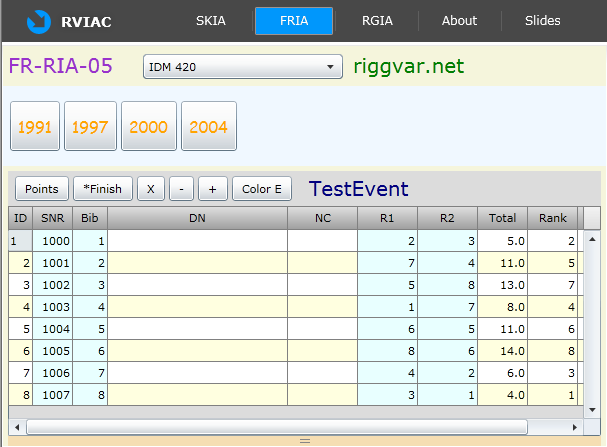 RVIAC SKIA FRIA RGIA About Slides
FR-RIA-05 IDM 420 riggvar.net
1991 1997 2000 2004
Points *Finish X - + Color E TestEvent
ID SNR Bib DN NC R1 R2 Total Rank
1 1000 1 2 3 5.0 2
2 1001 2 7 4 11.0 5
3 1002 3 5 8 13.0 7
4 1003 4 1 7 8.0 4
5 1004 5 6 5 11.0 6
6 1005 6 8 6 14.0 8
7 1006 7 4 2 6.0 3
8 1007 8 3 1 4.0 1